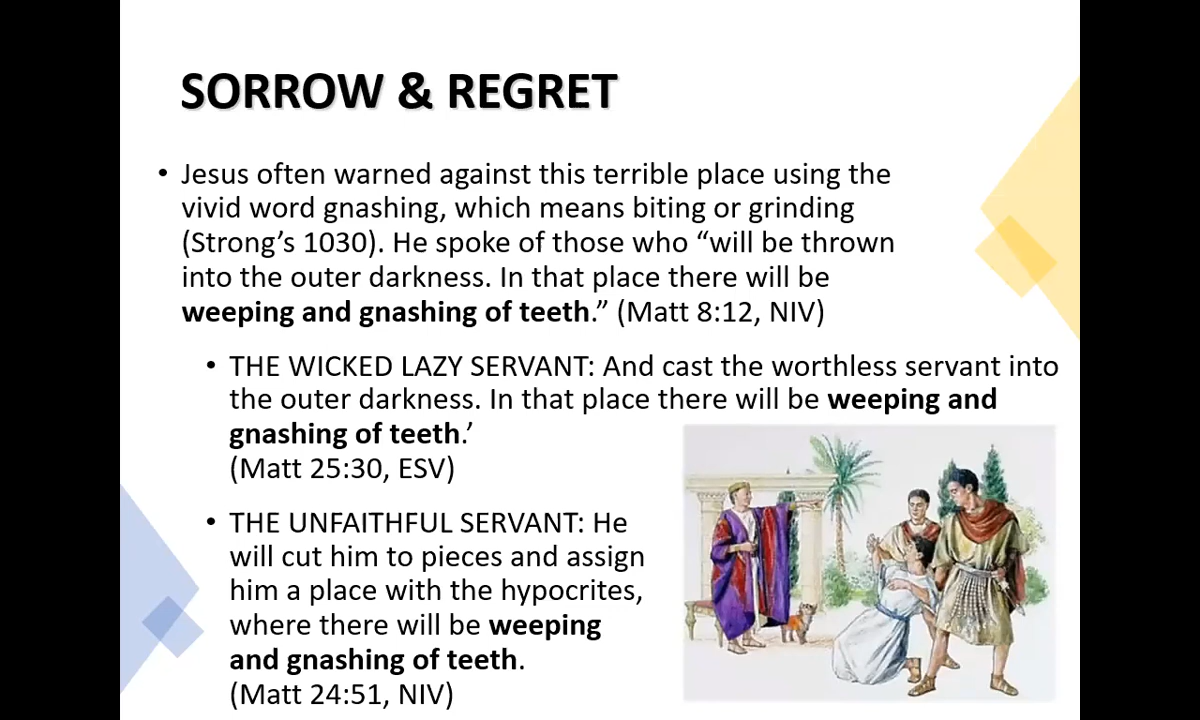 SORROW & REGRET
• Jesus often warned against this terrible place using the
vivid word gnashing, which means biting or grinding
(Strong’s 1030). He spoke of those who “will be thrown
into the outer darkness. In that place there will be
weeping and gnashing of teeth.” (Matt 8:12, NIV)
• THE WICKED LAZY SERVANT: And cast the worthless servant into
the outer darkness. In that place there will be weeping and
gnashing of teeth.’
(Matt 25:30, ESV)
• THE UNFAITHFUL SERVANT: He
will cut him to pieces and assign
him a place with the hypocrites,
where there will be weeping
and gnashing of teeth.
(Matt 24:51, NIV)